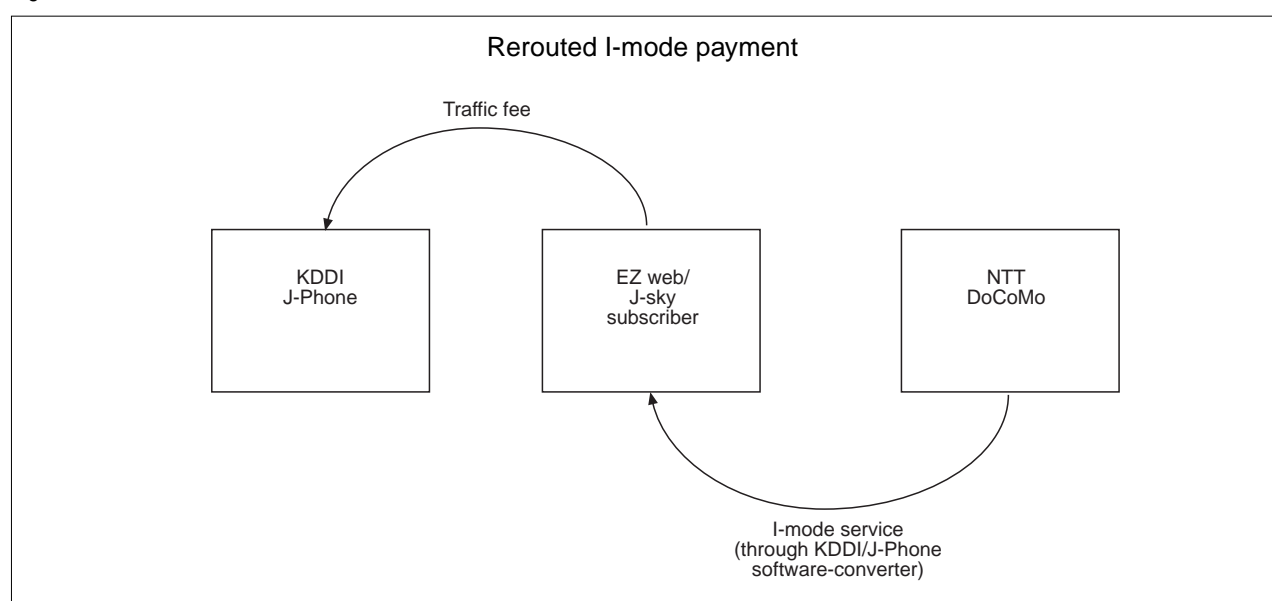 Rerouted I-mode payment
Traffic fee
KDDI
J-Phone
EZ web/
J-sky
subscriber
NTT
DoCoMo
I-mode service
(through KDDI/J-Phone
software-converter)